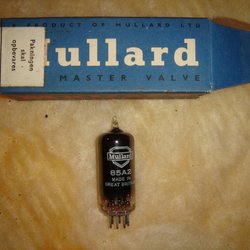 A PRODUCT OF MULLARD LTD
Mullard
MASTER VALVE
Pakningen
skal
opbevares
Mullard
85A2
MADE IN
GREAT BRITAIN